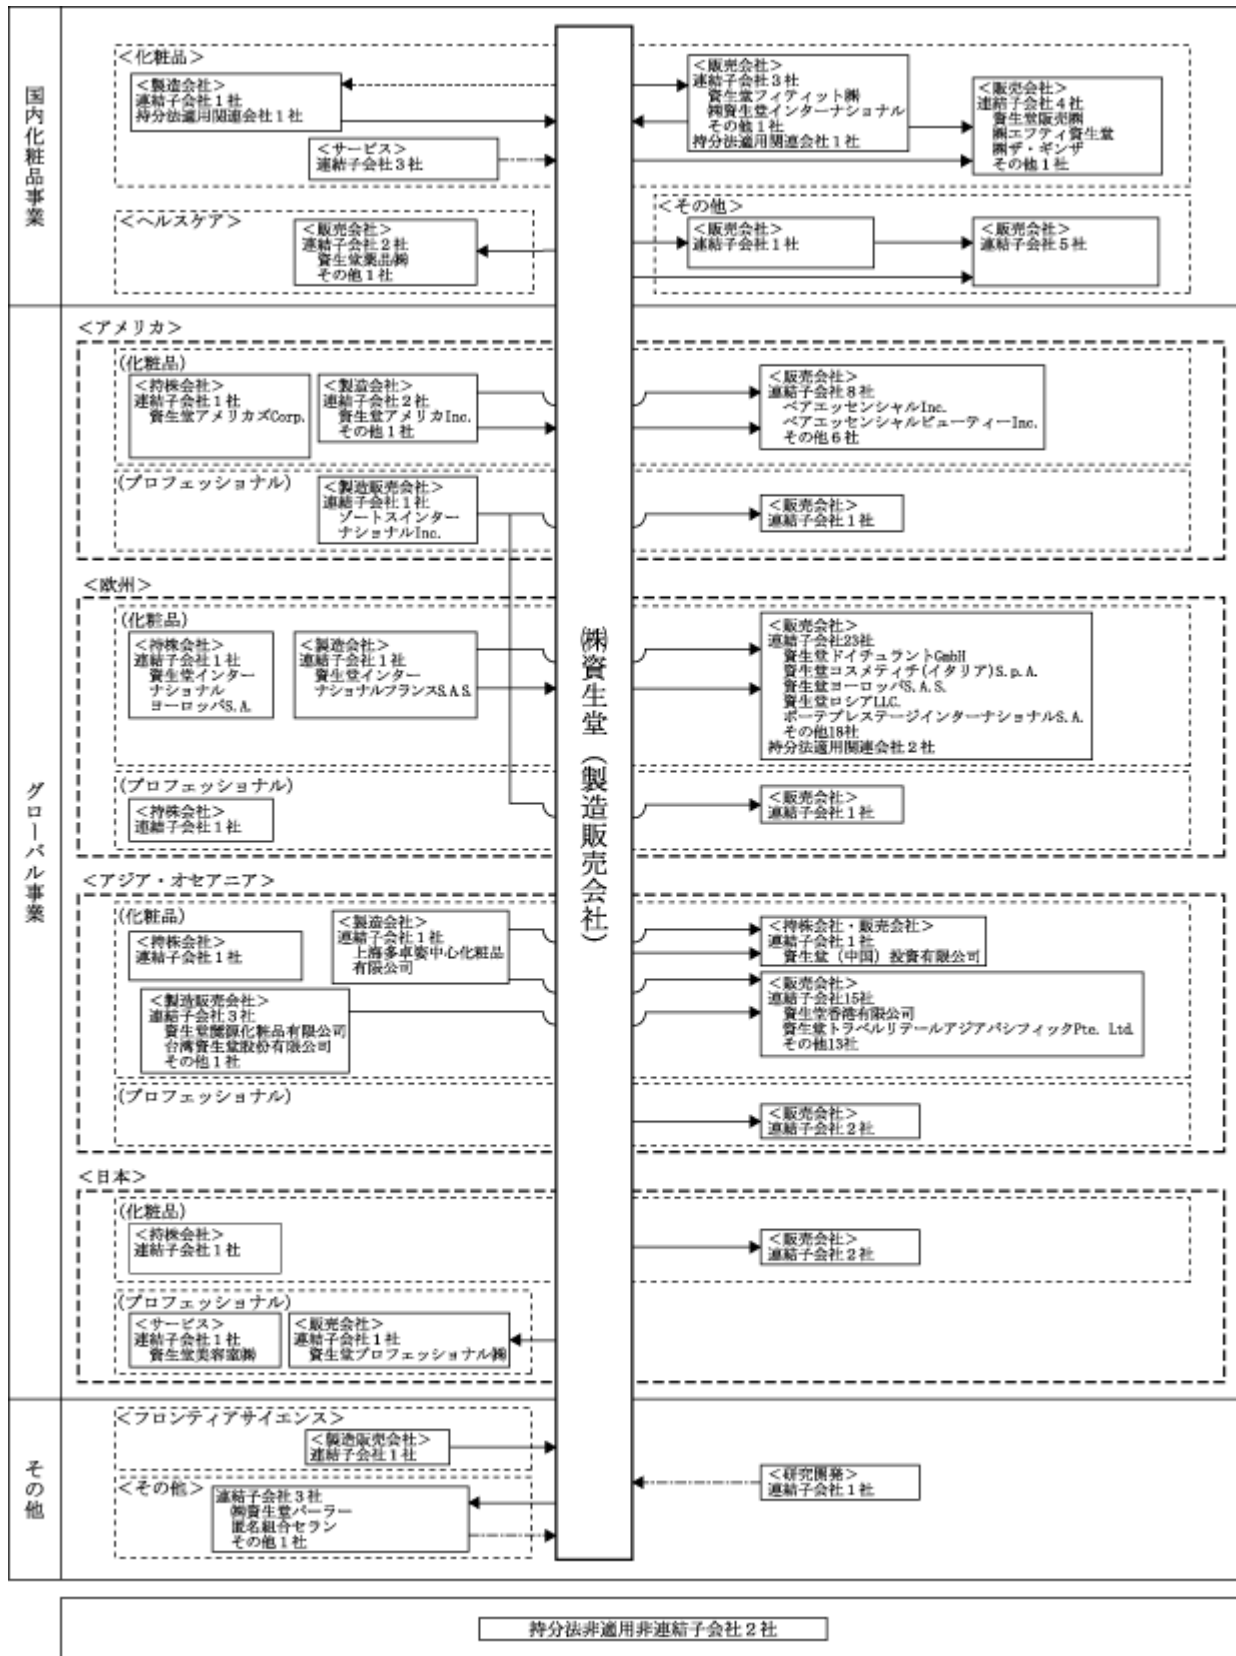 国内化粧品事業
＜化粧品＞
＜製造会社＞
連結子会社１社
持分法適用関連会社１社
＜サービス＞
連結子会社３社
＜販売会社＞
連結子会社３社
資生堂フィティット㈱
㈱資生堂インターナショナル
その他１社
持分法適用関連会社１社
＜販売会社＞
連結子会社４社
資生堂販売㈱
㈱エフティ資生堂
㈱ザ・ギンザ
その他１社
＜ヘルスケア＞
＜販売会社＞
連結子会社２社
資生堂薬品㈱
その他１社
＜その他＞
＜販売会社＞
連結子会社１社
＜販売会社＞
連結子会社５社
㈱資生堂（製造販売会社）
グローバル事業
＜アメリカ＞
(化粧品)
＜持株会社＞
連結子会社１社
資生堂アメリカズCorp.
＜製造会社＞
連結子会社２社
資生堂アメリカInc.
その他１社
＜販売会社＞
連結子会社８社
ベアエッセンシャルInc.
ベアエッセンシャルビューティーInc.
その他６社
(プロフェッショナル)
＜製造販売会社＞
連結子会社１社
ゾートスインター
ナショナルInc.
＜販売会社＞
連結子会社１社
＜欧州＞
(化粧品)
＜持株会社＞
連結子会社１社
資生堂インター
ナショナル
ヨーロッパS.A.
＜製造会社＞
連結子会社１社
資生堂インター
ナショナルフランスS.A.S.
＜販売会社＞
連結子会社23社
資生堂ドイチュラントGmbH
資生堂コスメティチ(イタリア)S.p.A.
資生堂ヨーロッパS.A.S.
資生堂ロシアLLC.
ボーテプレステージインターナショナルS.A.
その他18社
持分法適用関連会社２社
(プロフェッショナル)
＜持株会社＞
連結子会社１社
＜販売会社＞
連結子会社１社
＜アジア・オセアニア＞
(化粧品)
＜持株会社＞
連結子会社１社
＜製造会社＞
連結子会社１社
上海卓多姿中心化粧品
有限公司
＜製造販売会社＞
連結子会社３社
資生堂麗源化粧品有限公司
台湾資生堂股份有限公司
その他１社
＜持株会社・販売会社＞
連結子会社１社
資生堂（中国）投資有限公司
＜販売会社＞
連結子会社15社
資生堂香港有限公司
資生堂トラベルリテールアジアパシフィックPte. Ltd.
その他13社
(プロフェッショナル)
＜販売会社＞
連結子会社２社
＜日本＞
(化粧品)
＜持株会社＞
連結子会社１社
＜販売会社＞
連結子会社２社
(プロフェッショナル)
＜サービス＞
連結子会社１社
資生堂美容室㈱
＜販売会社＞
連結子会社１社
資生堂プロフェッショナル㈱
その他
＜フロンティアサイエンス＞
＜製造販売会社＞
連結子会社１社
＜その他＞
連結子会社３社
㈱資生堂パーラー
匿名組合セラン
その他１社
＜研究開発＞
連結子会社１社
持分法非適用非連結子会社２社